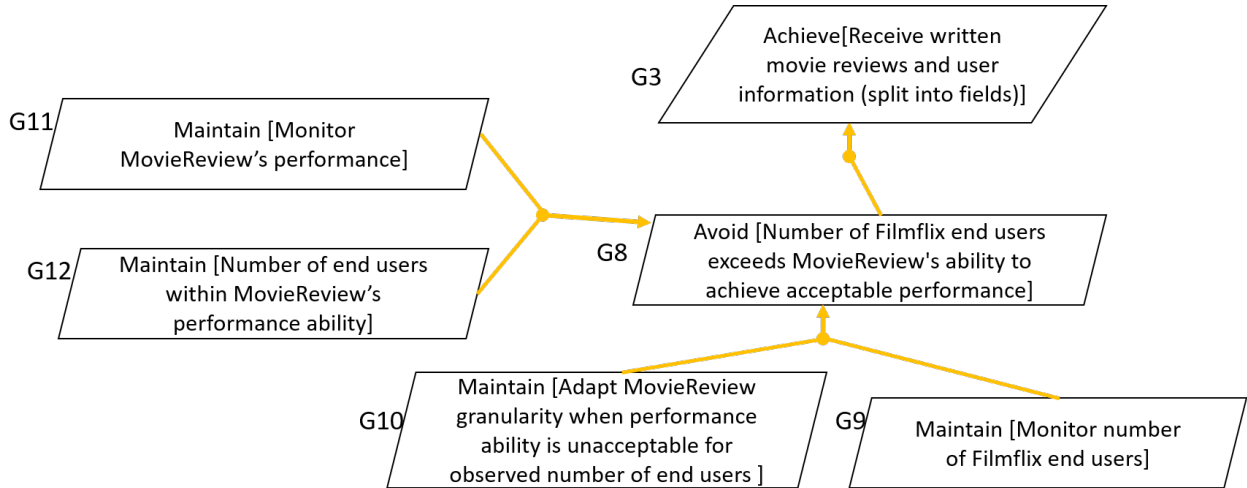 G3
Achieve[Receive written
movie reviews and user
information (split into fields)]
G11
Maintain [Monitor
MovieReview’s performance]
G12
Maintain [Number of end users
within MovieReview’s
performance ability]
G8
Avoid [Number of Filmflix end users
exceeds MovieReview's ability to
achieve acceptable performance]
G10
Maintain [Adapt MovieReview
granularity when performance
ability is unacceptable for
observed number of end users ]
G9
Maintain [Monitor number
of Filmflix end users]